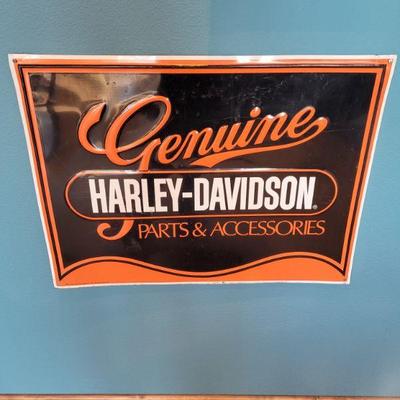 Genuine
HARLEY-DAVIDSON®
PARTS & ACCESSORIES